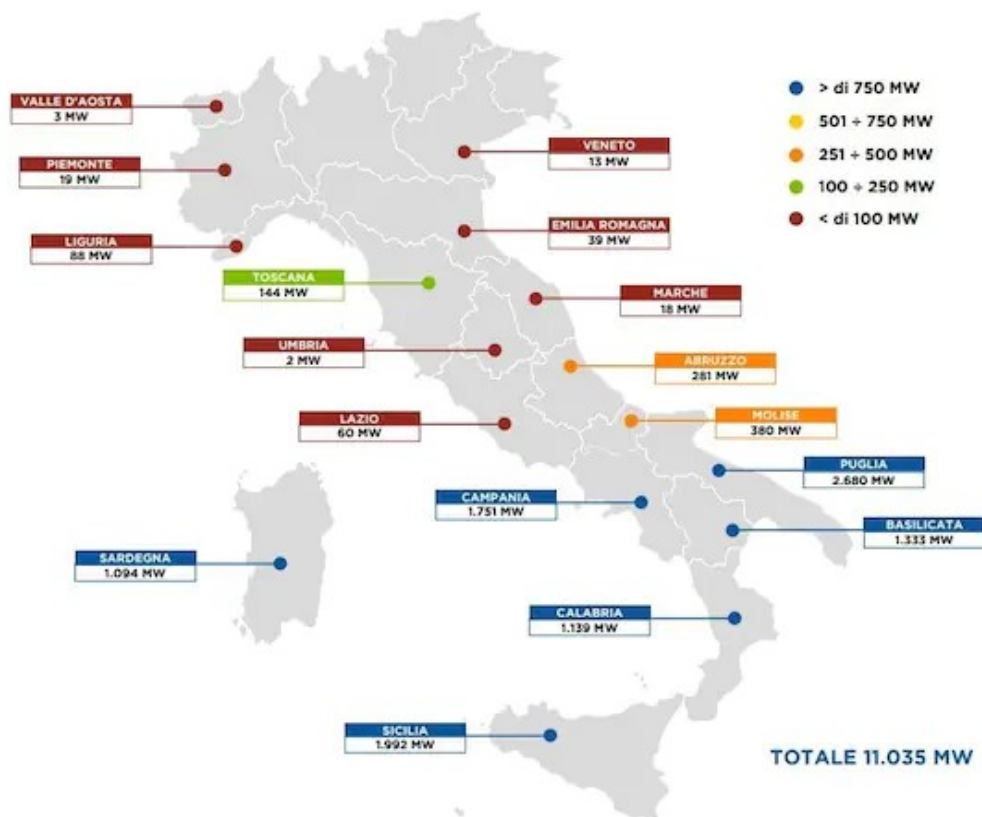 VALLE D'AOSTA
3 MW
PIEMONTE
19 MW
LIGURIA
88 MW
TOSCANA
144 MW
UMBRIA
2 MW
LAZIO
60 MW
SARDEGNA
1.094 MW
CAMPANIA
1.751 MW
CALABRIA
1.139 MW
SICILIA
1.992 MW
VENETO
13 MW
EMILIA ROMAGNA
39 MW
MARCHE
18 MW
ABRUZZO
281 MW
MOLISE
380 MW
PUGLIA
2.680 MW
BASILICATA
1.333 MW
> di 750 MW
501 ÷ 750 MW
251 ÷ 500 MW
100 ÷ 250 MW
< di 100 MW
TOTALE 11.035 MW